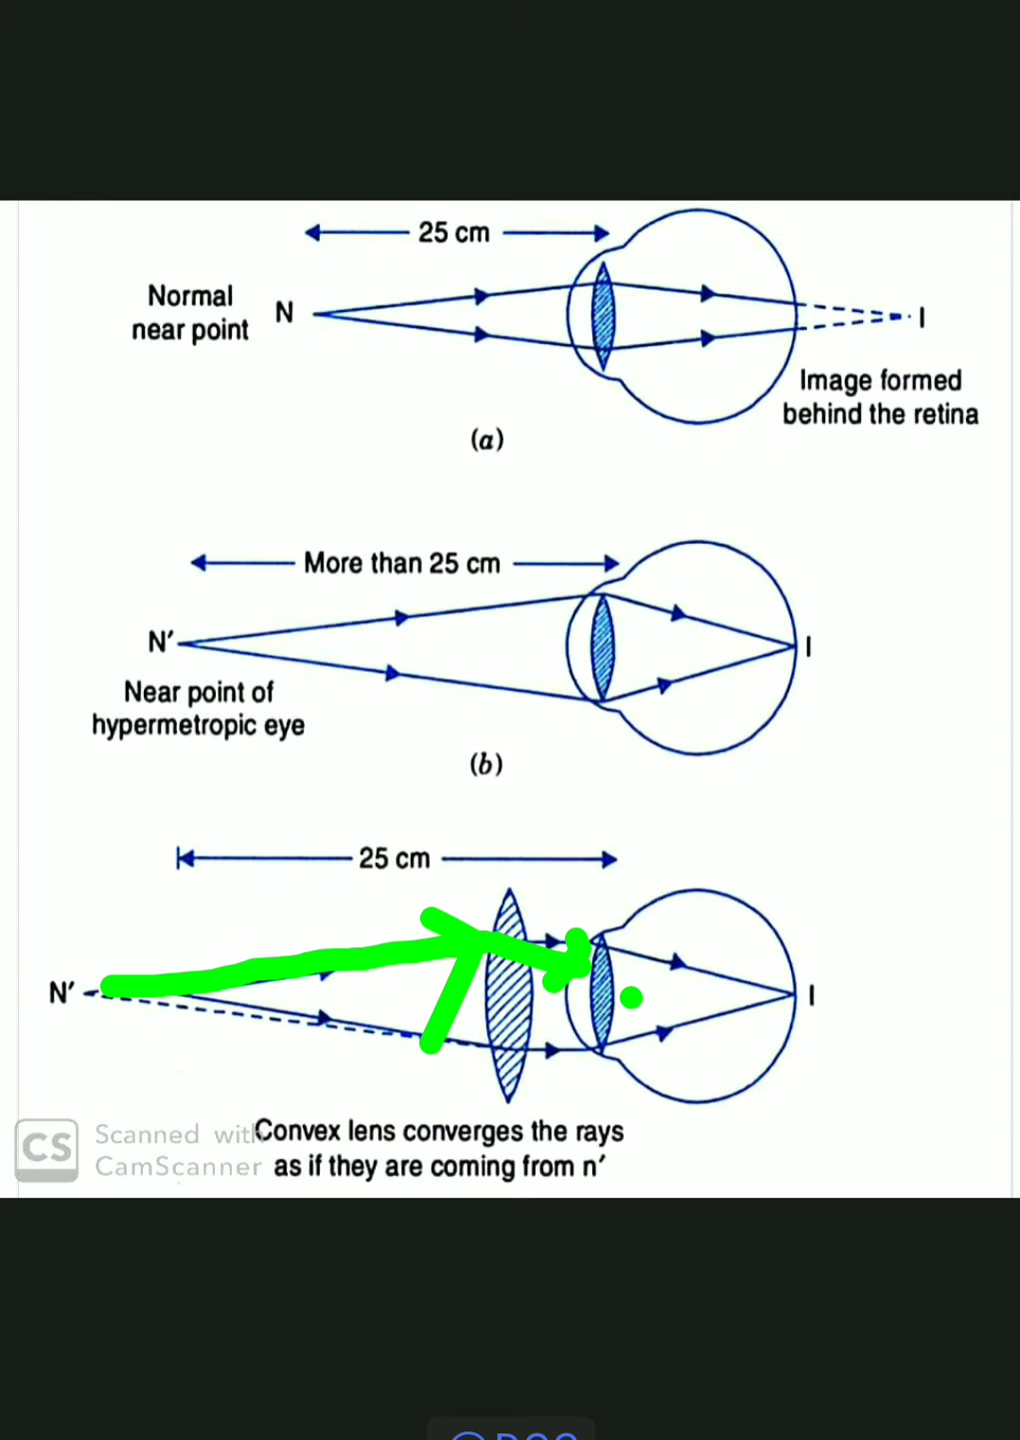 25 cm
Normal
near point
N
I
Image formed
behind the retina
(a)
More than 25 cm
N′
I
Near point of
hypermetropic eye
(b)
25 cm
N′
I
CS
Scanned with
CamScanner
Convex lens converges the rays
as if they are coming from n′